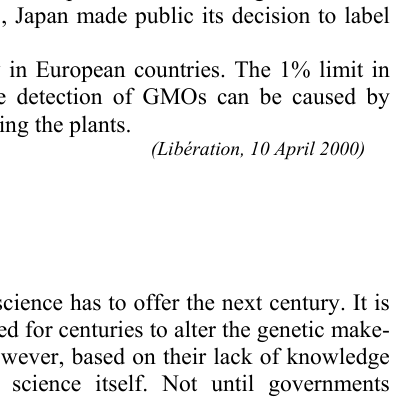 , Japan made public its decision to label
in European countries. The 1% limit in
detection of GMOs can be caused by
ing the plants.
(Libération, 10 April 2000)
science has to offer the next century. It is
ed for centuries to alter the genetic make-
wever, based on their lack of knowledge
science itself. Not until governments